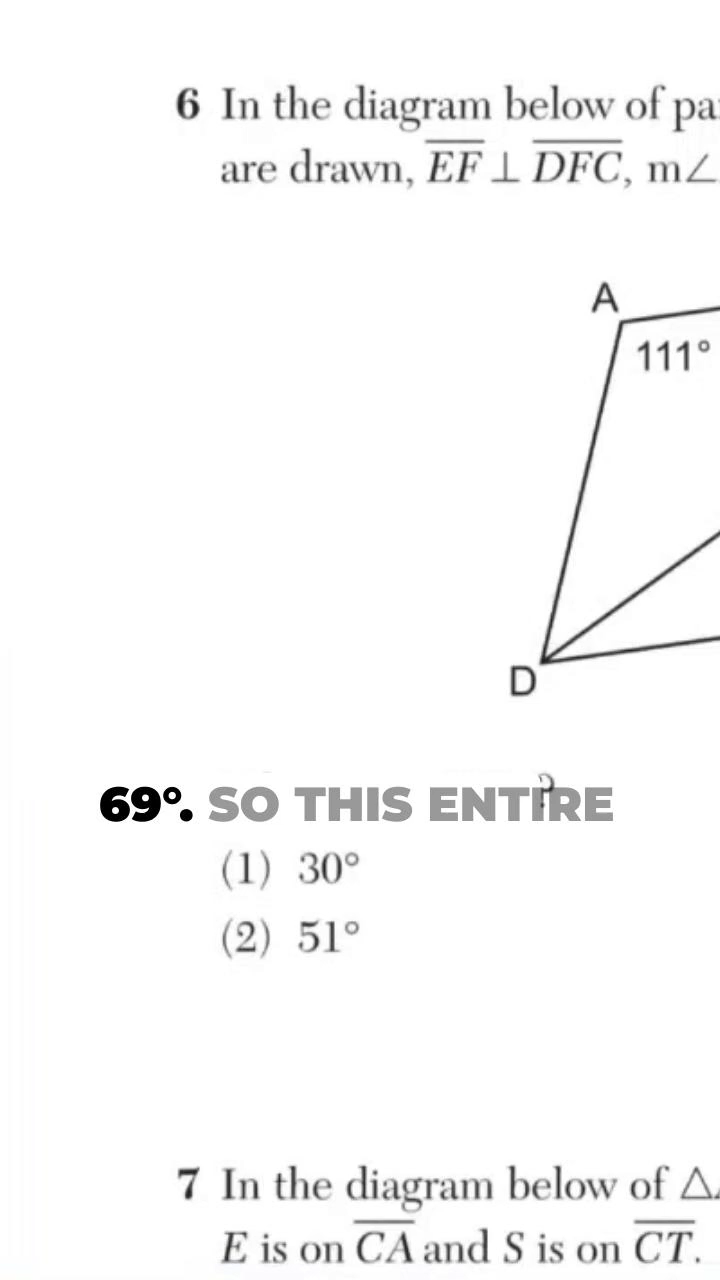 6 In the diagram below of pa
are drawn, EF ⊥ DFC, m∠
A
111°
D
?
69°. SO THIS ENTIRE
(1) 30°
(2) 51°
7 In the diagram below of △
E is on CA and S is on CT.